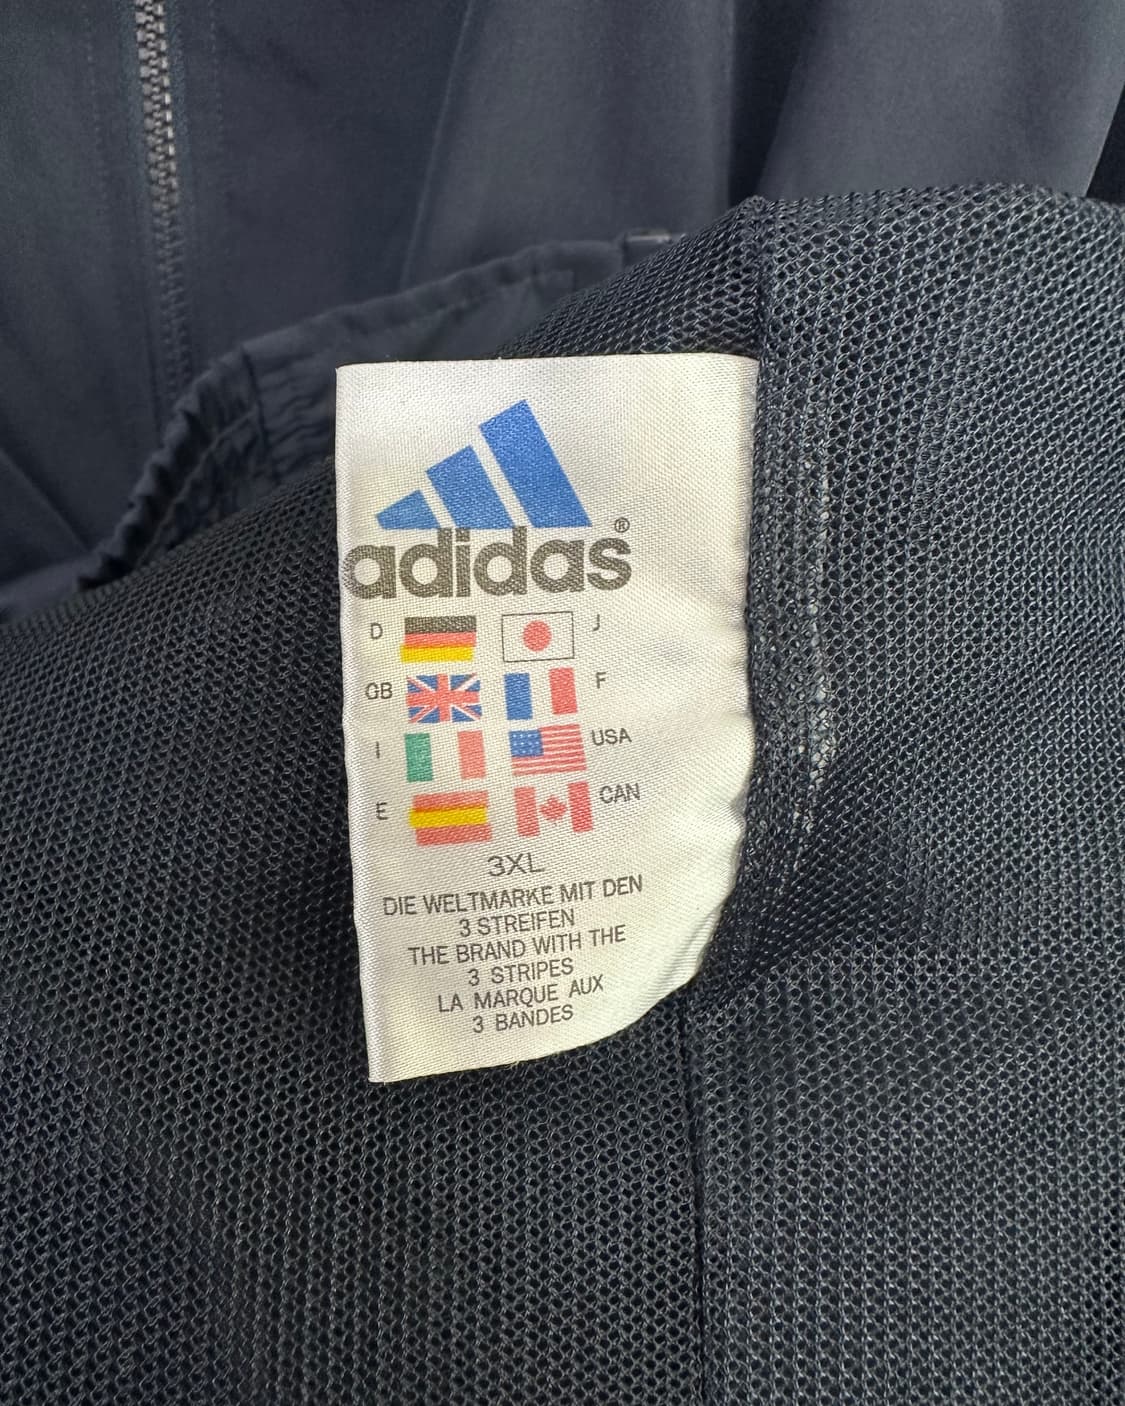 adidas®
D J
GB F
I USA
E CAN
3XL
DIE WELTMARKE MIT DEN
3 STREIFEN
THE BRAND WITH THE
3 STRIPES
LA MARQUE AUX
3 BANDES